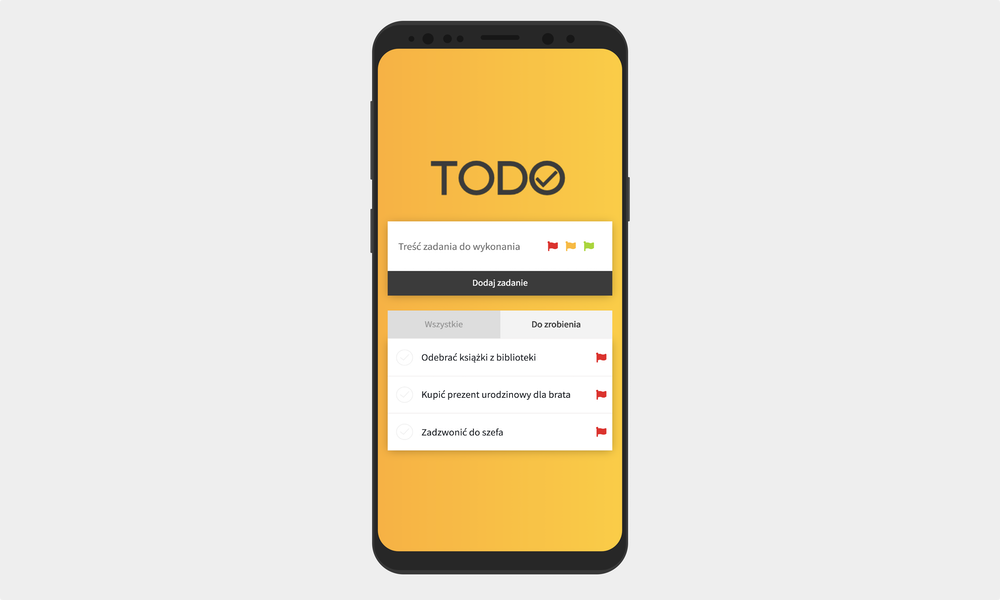 TODO
Treść zadania do wykonania
Dodaj zadanie
Wszystkie
Do zrobienia
Odebrać książki z biblioteki
Kupić prezent urodzinowy dla brata
Zadzwonić do szefa